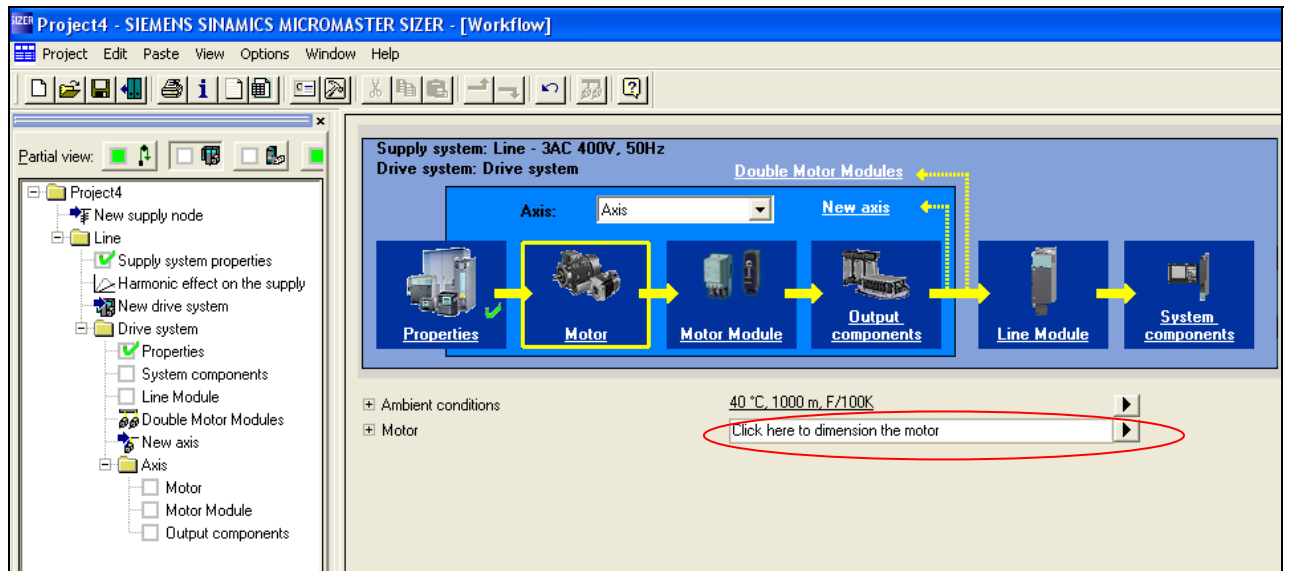 SIZER Project4 - SIEMENS SINAMICS MICROMASTER SIZER - [Workflow]
Project Edit Paste View Options Window Help
Partial view:
Project4
New supply node
Line
Supply system properties
Harmonic effect on the supply
New drive system
Drive system
Properties
System components
Line Module
Double Motor Modules
New axis
Axis
Motor
Motor Module
Output components
Supply system: Line - 3AC 400V, 50Hz
Drive system: Drive system
Double Motor Modules
Axis: Axis New axis
Properties
Motor
Motor Module
Output
components
Line Module
System
components
Ambient conditions 40 °C, 1000 m, F/100K
Motor Click here to dimension the motor